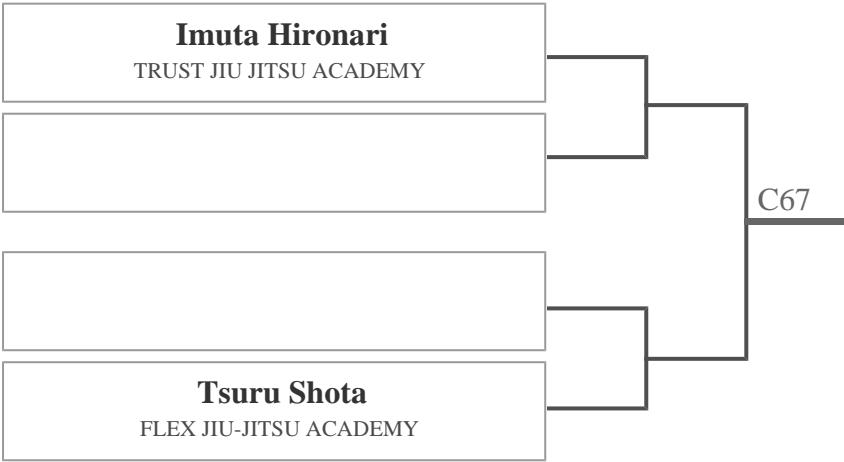 Imuta Hironari
TRUST JIU JITSU ACADEMY
C67
Tsuru Shota
FLEX JIU-JITSU ACADEMY